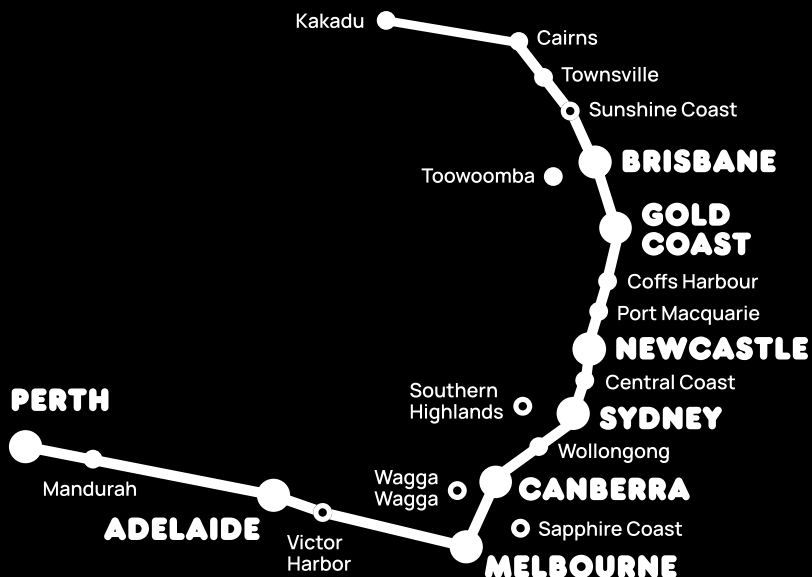 Kakadu
Cairns
Townsville
Sunshine Coast
BRISBANE
Toowoomba
GOLD
COAST
Coffs Harbour
Port Macquarie
NEWCASTLE
Central Coast
Southern
Highlands
SYDNEY
PERTH
Wollongong
Wagga
Wagga
CANBERRA
Mandurah
ADELAIDE
Sapphire Coast
Victor
Harbor
MELBOURNE